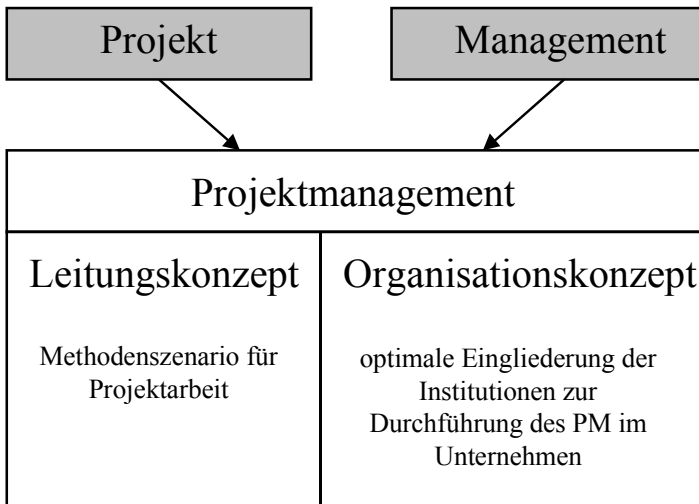 Projekt
Management
Projektmanagement
Leitungskonzept
Methodenszenario für
Projektarbeit
Organisationskonzept
optimale Eingliederung der
Institutionen zur
Durchführung des PM im
Unternehmen